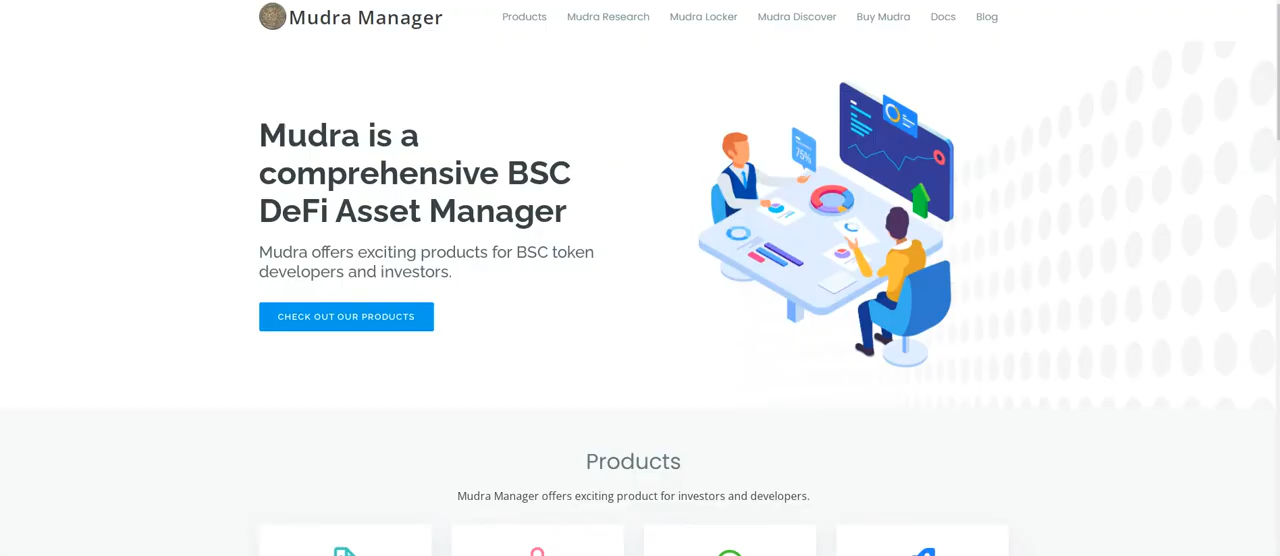 Mudra Manager
Products
Mudra Research
Mudra Locker
Mudra Discover
Buy Mudra
Docs
Blog
Mudra is a
comprehensive BSC
DeFi Asset Manager
Mudra offers exciting products for BSC token
developers and investors.
CHECK OUT OUR PRODUCTS
75%
Products
Mudra Manager offers exciting product for investors and developers.